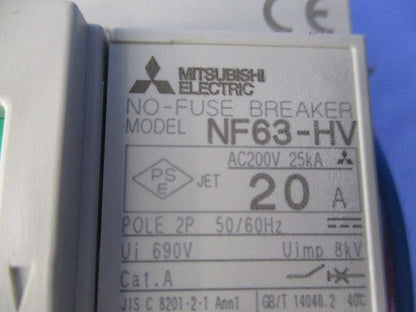 MITSUBISHI
ELECTRIC
NO-FUSE BREAKER
MODEL NF63-HV
AC200V 25kA
PS
E
JET
20 A
POLE 2P 50/60Hz
Ui 690V Uimp 8kV
Cat.A
JIS C 8201-2-1 Ann1 GB/T 14048.2 40℃